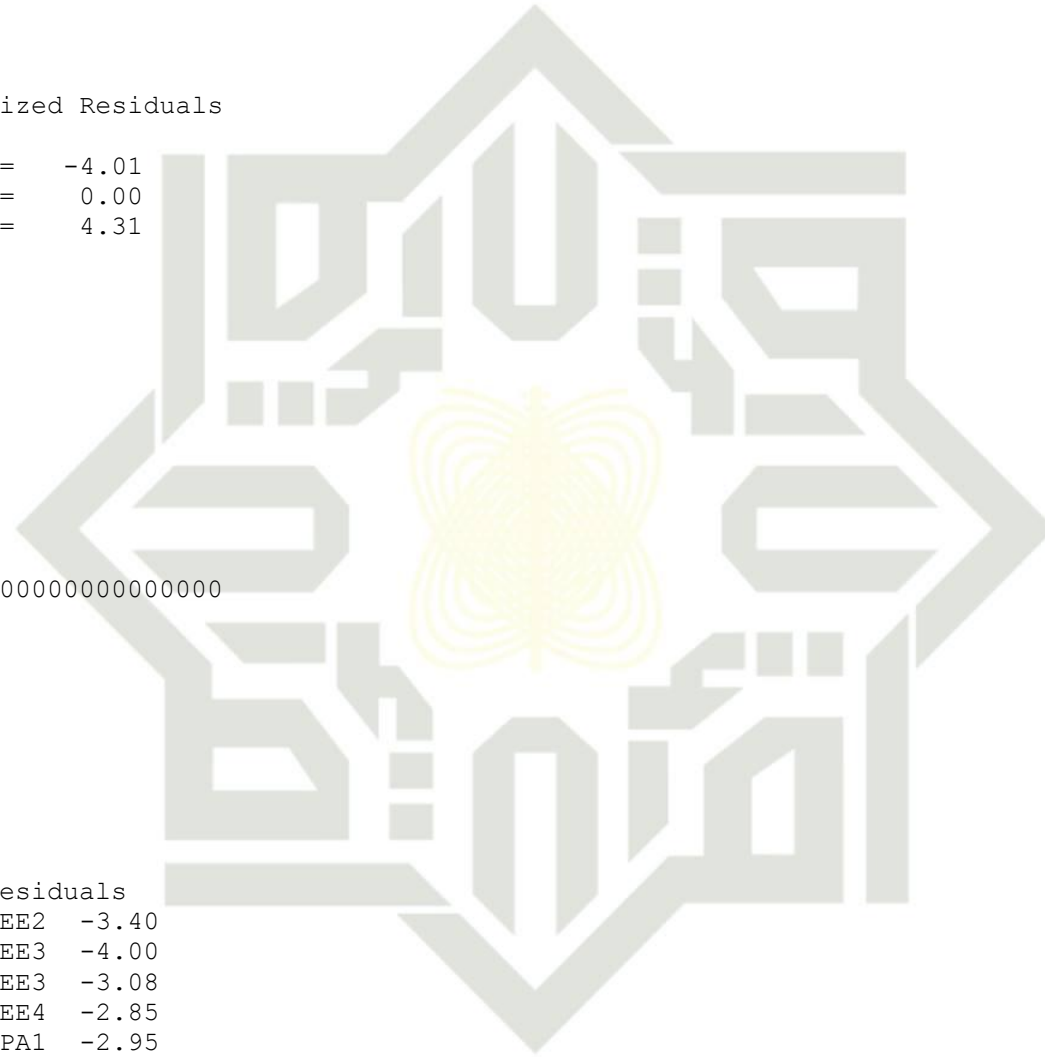 ized Residuals
= -4.01
= 0.00
= 4.31
00000000000000
esiduals
EE2 -3.40
EE3 -4.00
EE3 -3.08
EE4 -2.85
PA1 -2.95